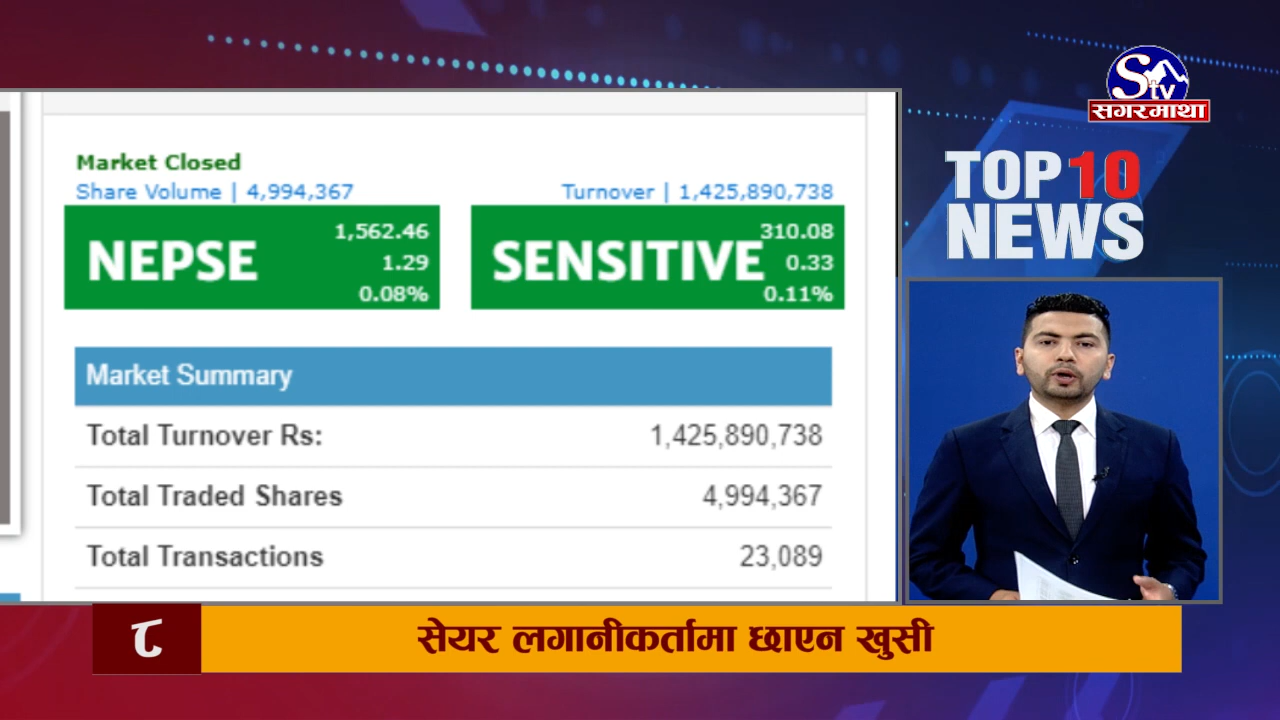 Stv
सगरमाथा
TOP 10
NEWS
Market Closed
Share Volume | 4,994,367
Turnover | 1,425,890,738
NEPSE
1,562.46
1.29
0.08%
SENSITIVE
310.08
0.33
0.11%
Market Summary
Total Turnover Rs: 1,425,890,738
Total Traded Shares 4,994,367
Total Transactions 23,089
८ सेयर लगानीकर्तामा छाएन खुसी